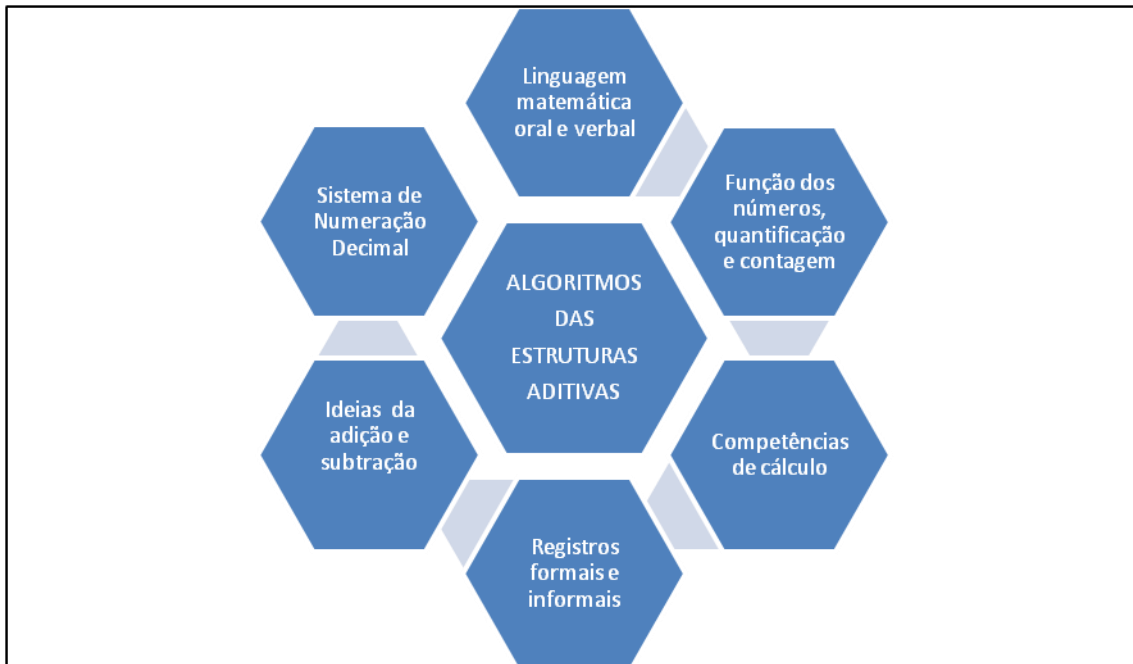 Linguagem
matemática
oral e verbal
Função dos
números,
quantificação
e contagem
Sistema de
Numeração
Decimal
ALGORITMOS
DAS
ESTRUTURAS
ADITIVAS
Ideias da
adição e
subtração
Competências
de cálculo
Registros
formais e
informais